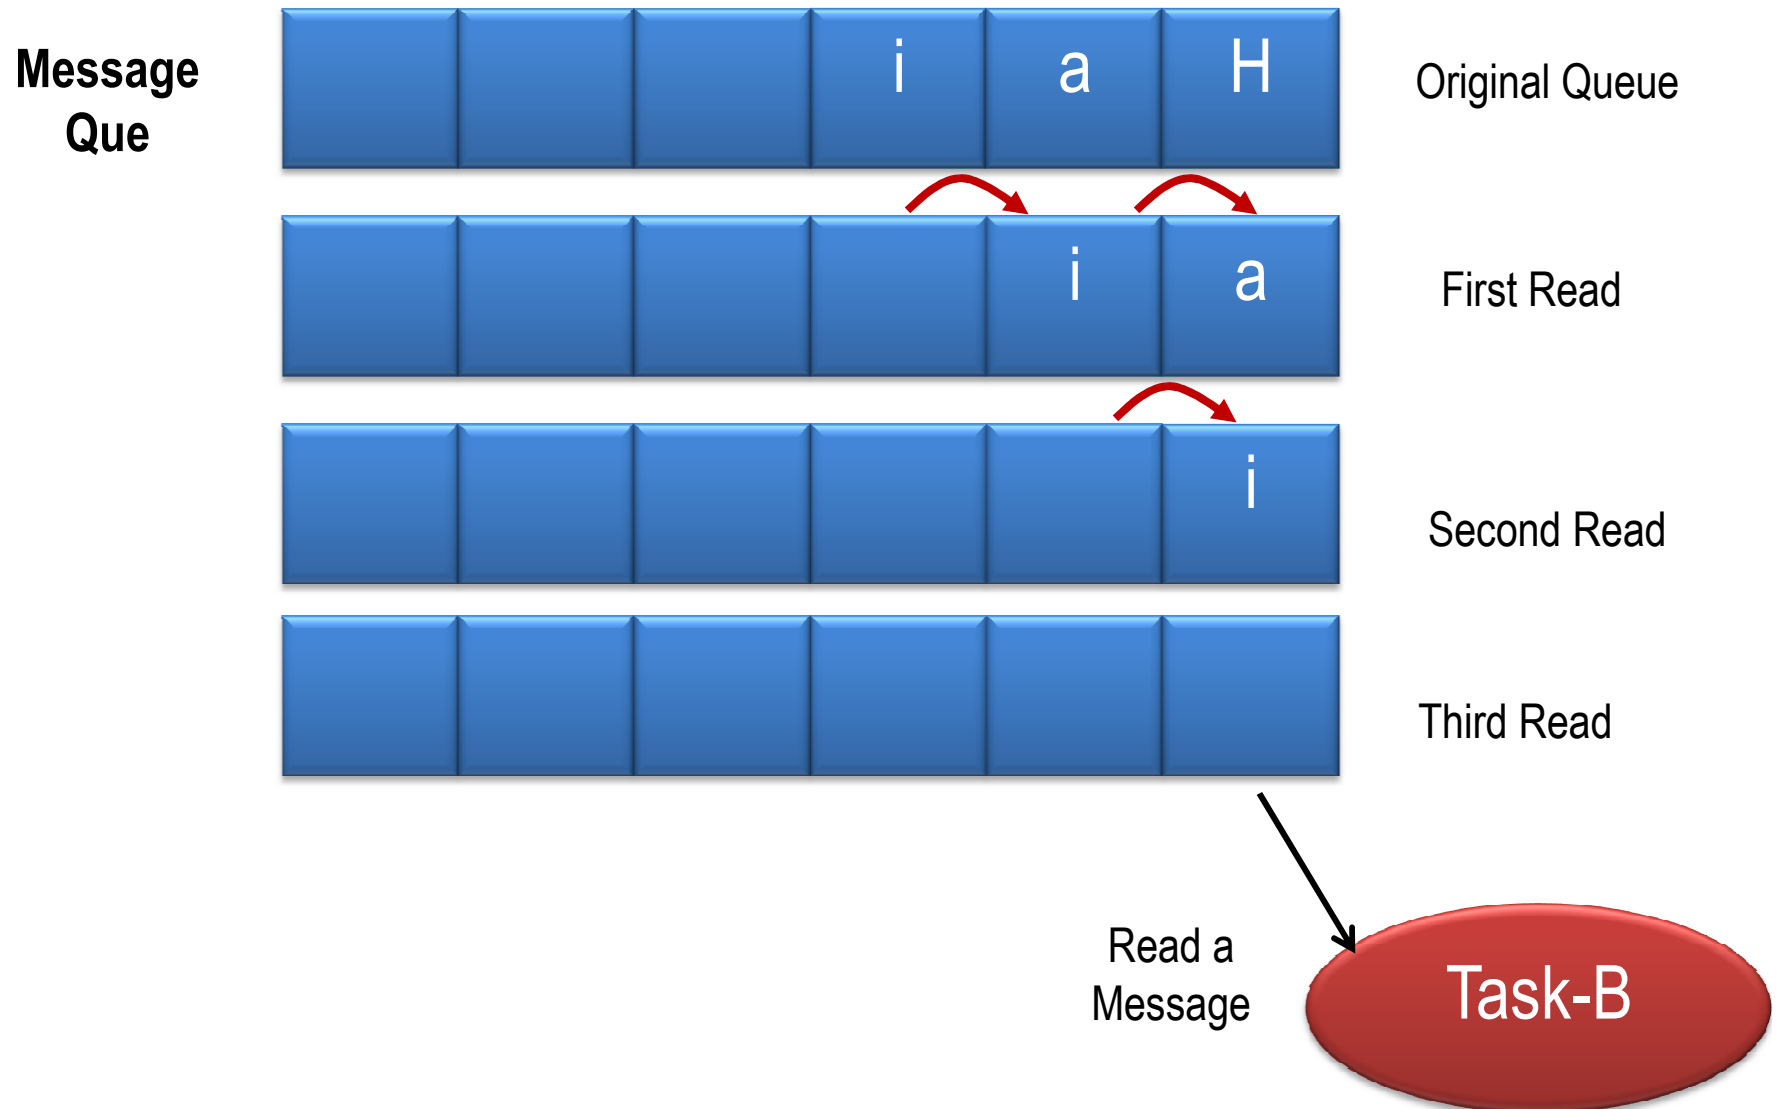 Message
Que
i a H
Original Queue
i a
First Read
i
Second Read
Third Read
Read a
Message
Task-B